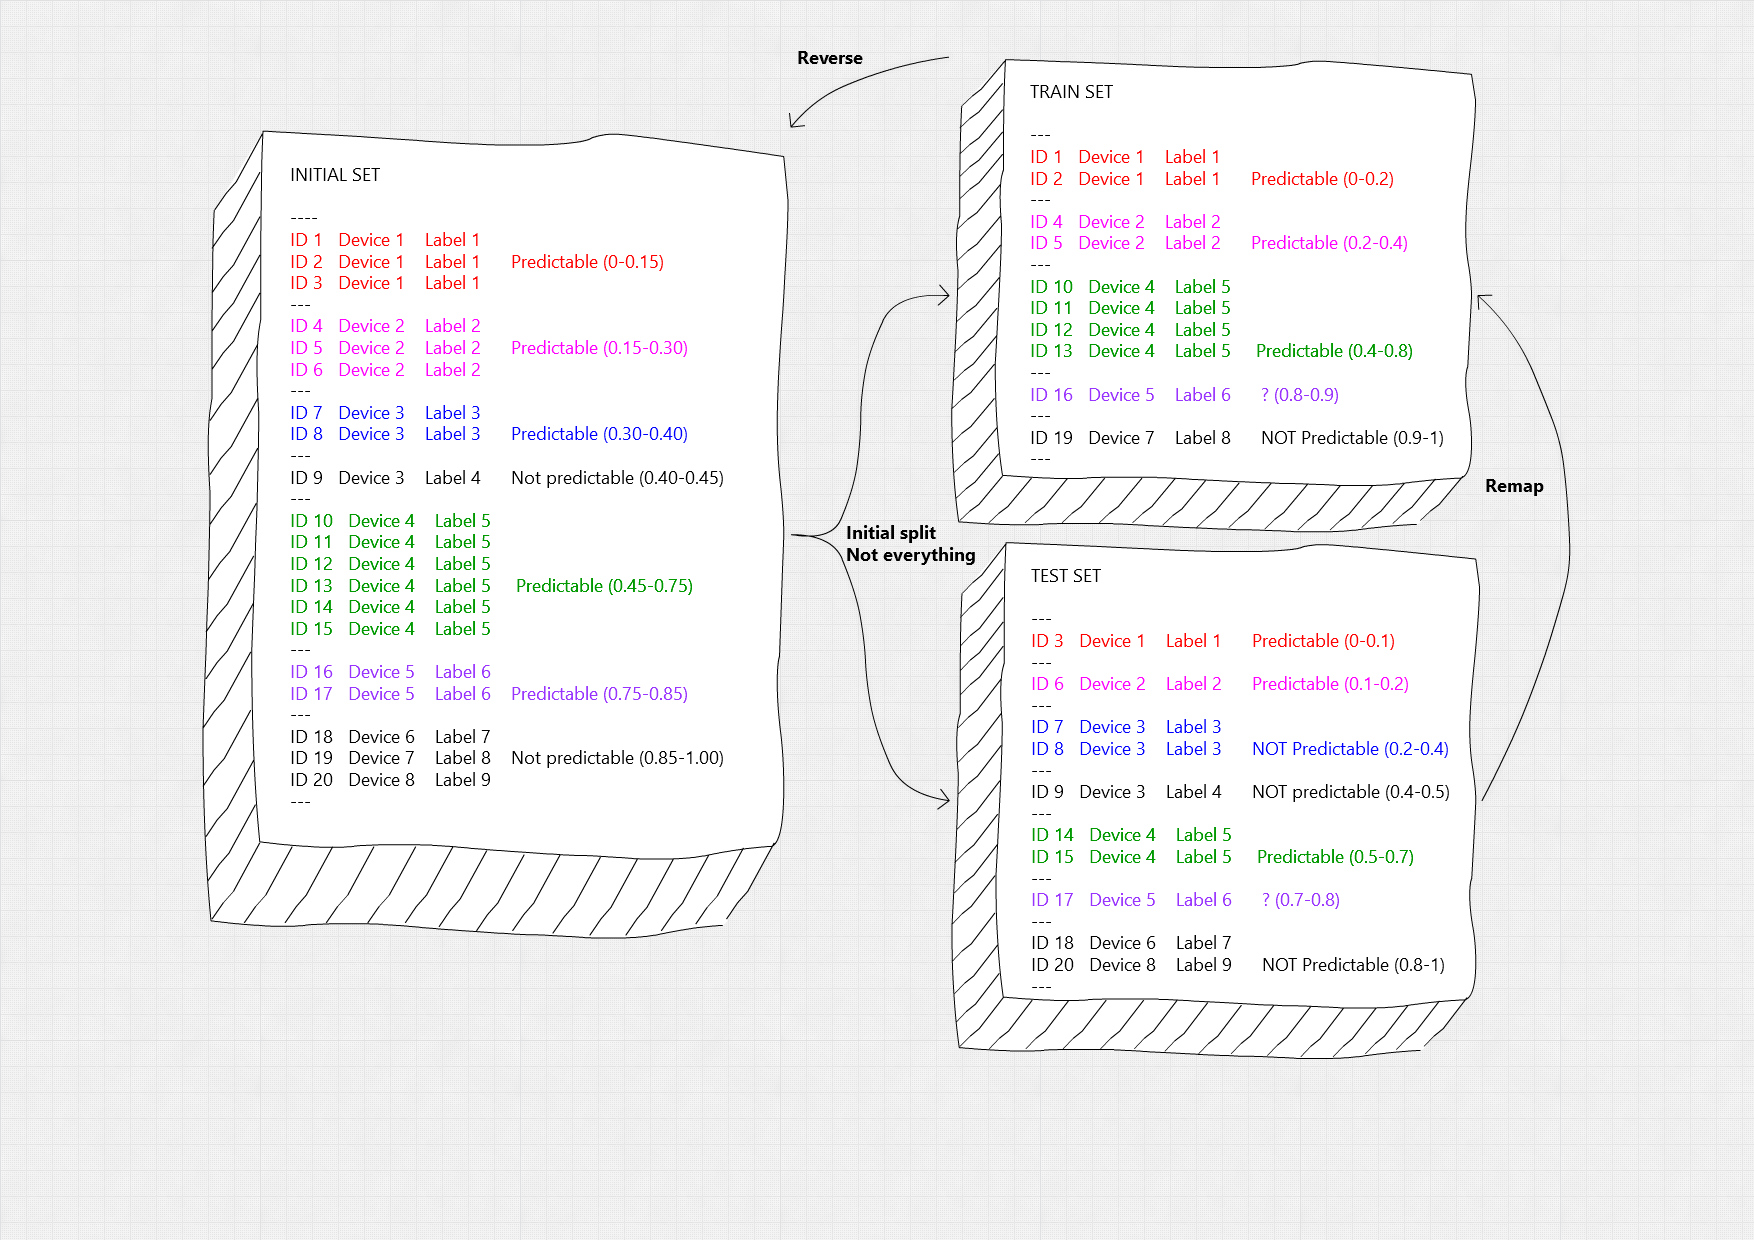 Reverse
INITIAL SET
----
ID 1 Device 1 Label 1
ID 2 Device 1 Label 1 Predictable (0-0.15)
ID 3 Device 1 Label 1
---
ID 4 Device 2 Label 2
ID 5 Device 2 Label 2 Predictable (0.15-0.30)
ID 6 Device 2 Label 2
---
ID 7 Device 3 Label 3
ID 8 Device 3 Label 3 Predictable (0.30-0.40)
---
ID 9 Device 3 Label 4 Not predictable (0.40-0.45)
---
ID 10 Device 4 Label 5
ID 11 Device 4 Label 5
ID 12 Device 4 Label 5
ID 13 Device 4 Label 5 Predictable (0.45-0.75)
ID 14 Device 4 Label 5
ID 15 Device 4 Label 5
---
ID 16 Device 5 Label 6
ID 17 Device 5 Label 6 Predictable (0.75-0.85)
---
ID 18 Device 6 Label 7
ID 19 Device 7 Label 8 Not predictable (0.85-1.00)
ID 20 Device 8 Label 9
---
Initial split
Not everything
TRAIN SET
---
ID 1 Device 1 Label 1
ID 2 Device 1 Label 1 Predictable (0-0.2)
---
ID 4 Device 2 Label 2
ID 5 Device 2 Label 2 Predictable (0.2-0.4)
---
ID 10 Device 4 Label 5
ID 11 Device 4 Label 5
ID 12 Device 4 Label 5
ID 13 Device 4 Label 5 Predictable (0.4-0.8)
---
ID 16 Device 5 Label 6 ? (0.8-0.9)
---
ID 19 Device 7 Label 8 NOT Predictable (0.9-1)
---
Remap
TEST SET
---
ID 3 Device 1 Label 1 Predictable (0-0.1)
---
ID 6 Device 2 Label 2 Predictable (0.1-0.2)
---
ID 7 Device 3 Label 3
ID 8 Device 3 Label 3 NOT Predictable (0.2-0.4)
---
ID 9 Device 3 Label 4 NOT predictable (0.4-0.5)
---
ID 14 Device 4 Label 5
ID 15 Device 4 Label 5 Predictable (0.5-0.7)
---
ID 17 Device 5 Label 6 ? (0.7-0.8)
---
ID 18 Device 6 Label 7
ID 20 Device 8 Label 9 NOT Predictable (0.8-1)
---